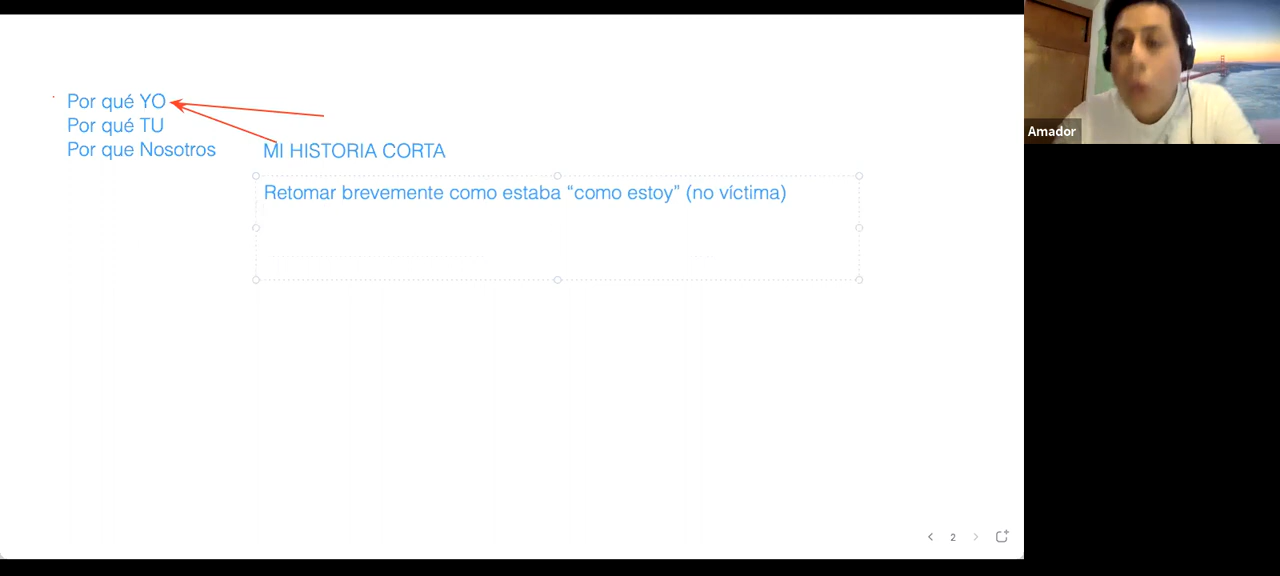 Por qué YO
Por qué TU
Por que Nosotros
MI HISTORIA CORTA
Retomar brevemente como estaba “como estoy” (no víctima)
Amador
2